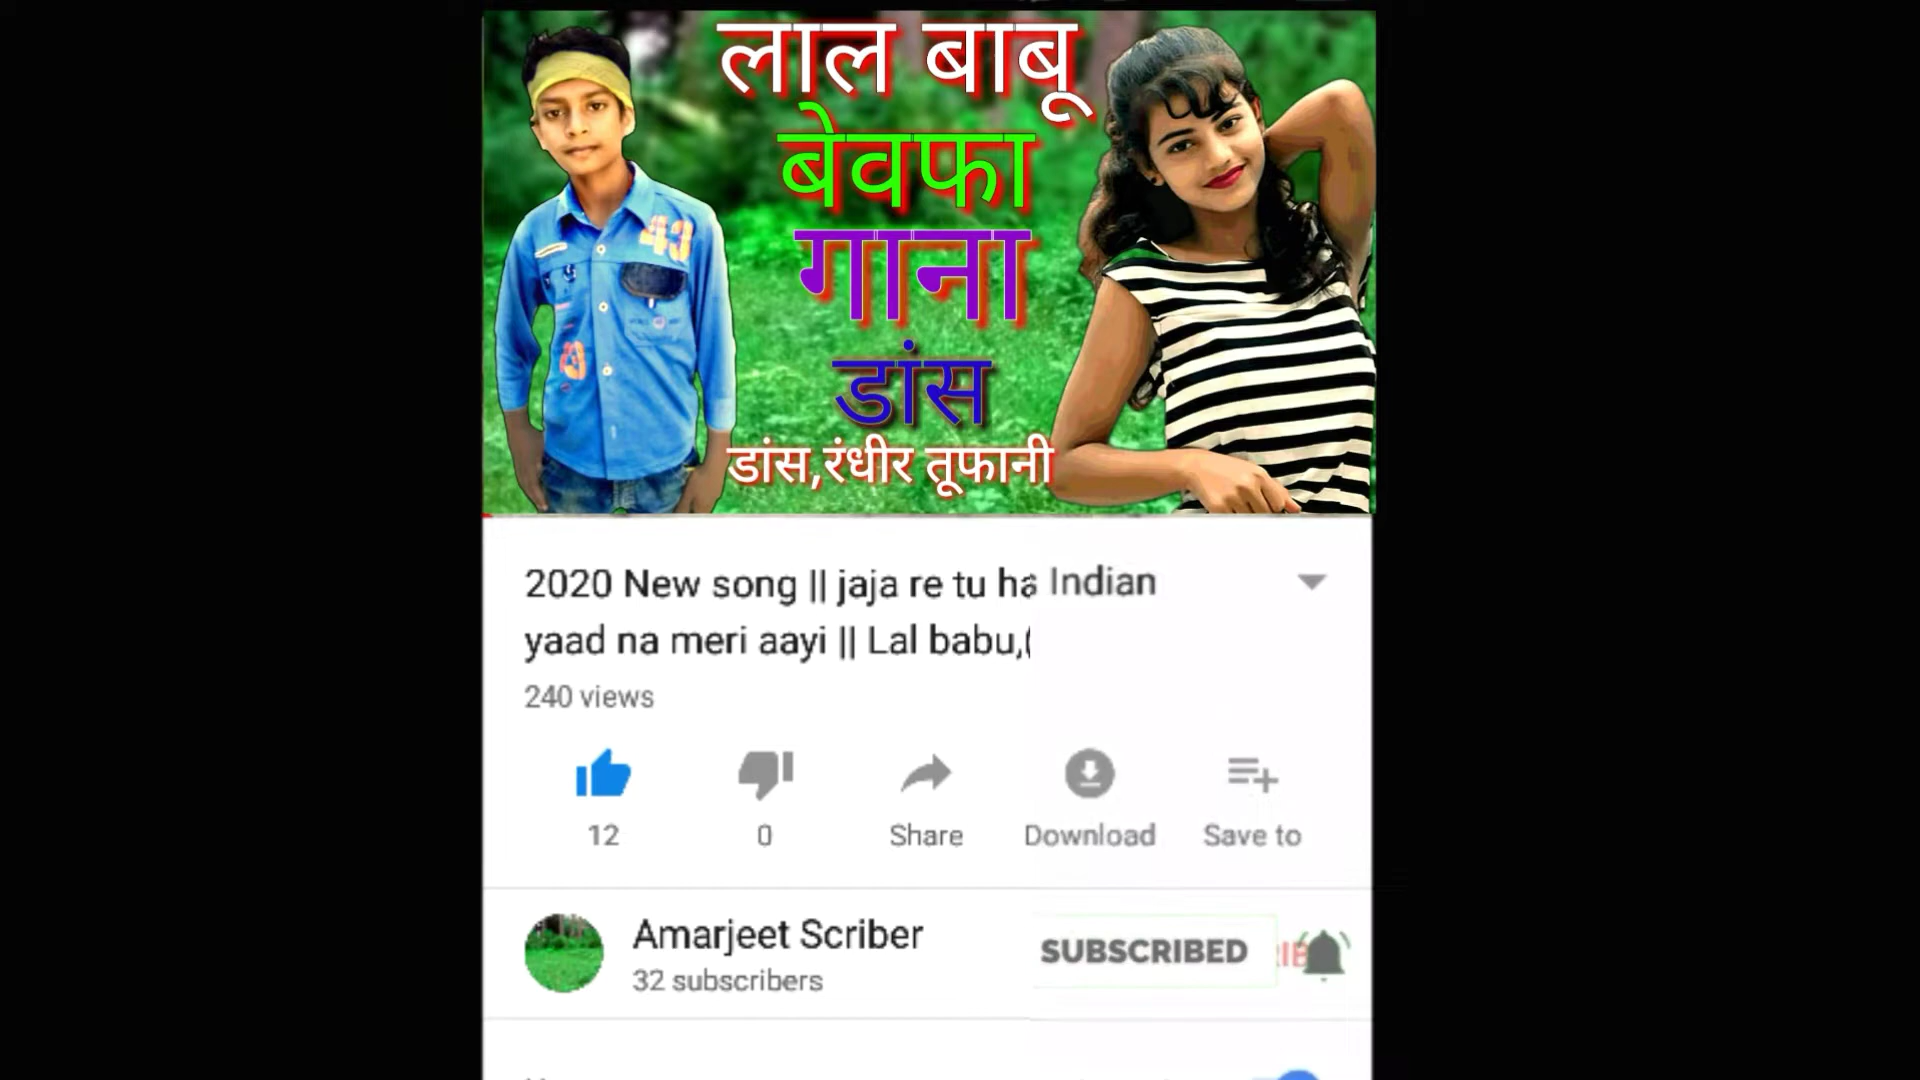 लाल बाबू
बेवफा
गाना
डांस
डांस,रंधीर तूफानी
43
2020 New song || jaja re tu ha Indian
yaad na meri aayi || Lal babu,(
240 views
12
0
Share
Download
Save to
Amarjeet Scriber
SUBSCRIBED
32 subscribers